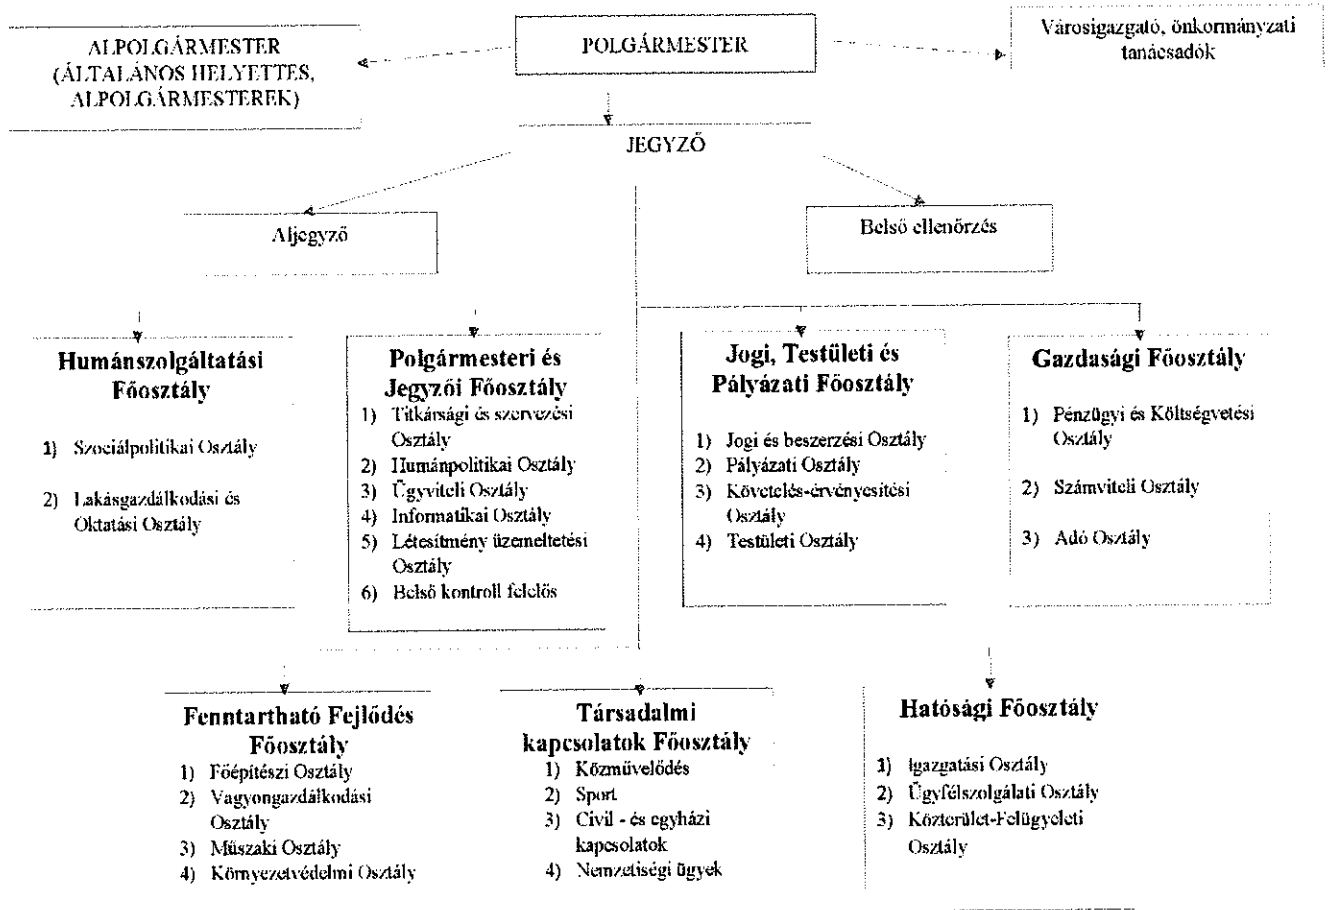 ALPOLGÁRMESTER
(ÁLTALÁNOS HELYETTES,
ALPOLGÁRMESTEREK)
POLGÁRMESTER
Városigazgató, önkormányzati
tanácsadók
JEGYZŐ
Aljegyző
Belső ellenőrzés
Humánszolgáltatási
Főosztály
1) Szociálpolitikai Osztály
2) Lakásgazdálkodási és
Oktatási Osztály
Polgármesteri és
Jegyzői Főosztály
1) Titkársági és szervezési
Osztály
2) Humánpolitikai Osztály
3) Ügyviteli Osztály
4) Informatikai Osztály
5) Létesítmény üzemeltetési
Osztály
6) Belső kontroll felelős
Jogi, Testületi és
Pályázati Főosztály
1) Jogi és beszerzési Osztály
2) Pályázati Osztály
3) Követelés-érvényesítési
Osztály
4) Testületi Osztály
Gazdasági Főosztály
1) Pénzügyi és Költségvetési
Osztály
2) Számviteli Osztály
3) Adó Osztály
Fenntartható Fejlődés
Főosztály
1) Főépítészi Osztály
2) Vagyongazdálkodási
Osztály
3) Műszaki Osztály
4) Környezetvédelmi Osztály
Társadalmi
kapcsolatok Főosztály
1) Közművelődés
2) Sport
3) Civil - és egyházi
kapcsolatok
4) Nemzetiségi ügyek
Hatósági Főosztály
1) Igazgatási Osztály
2) Ügyfélszolgálati Osztály
3) Közterület-Felügyeleti
Osztály